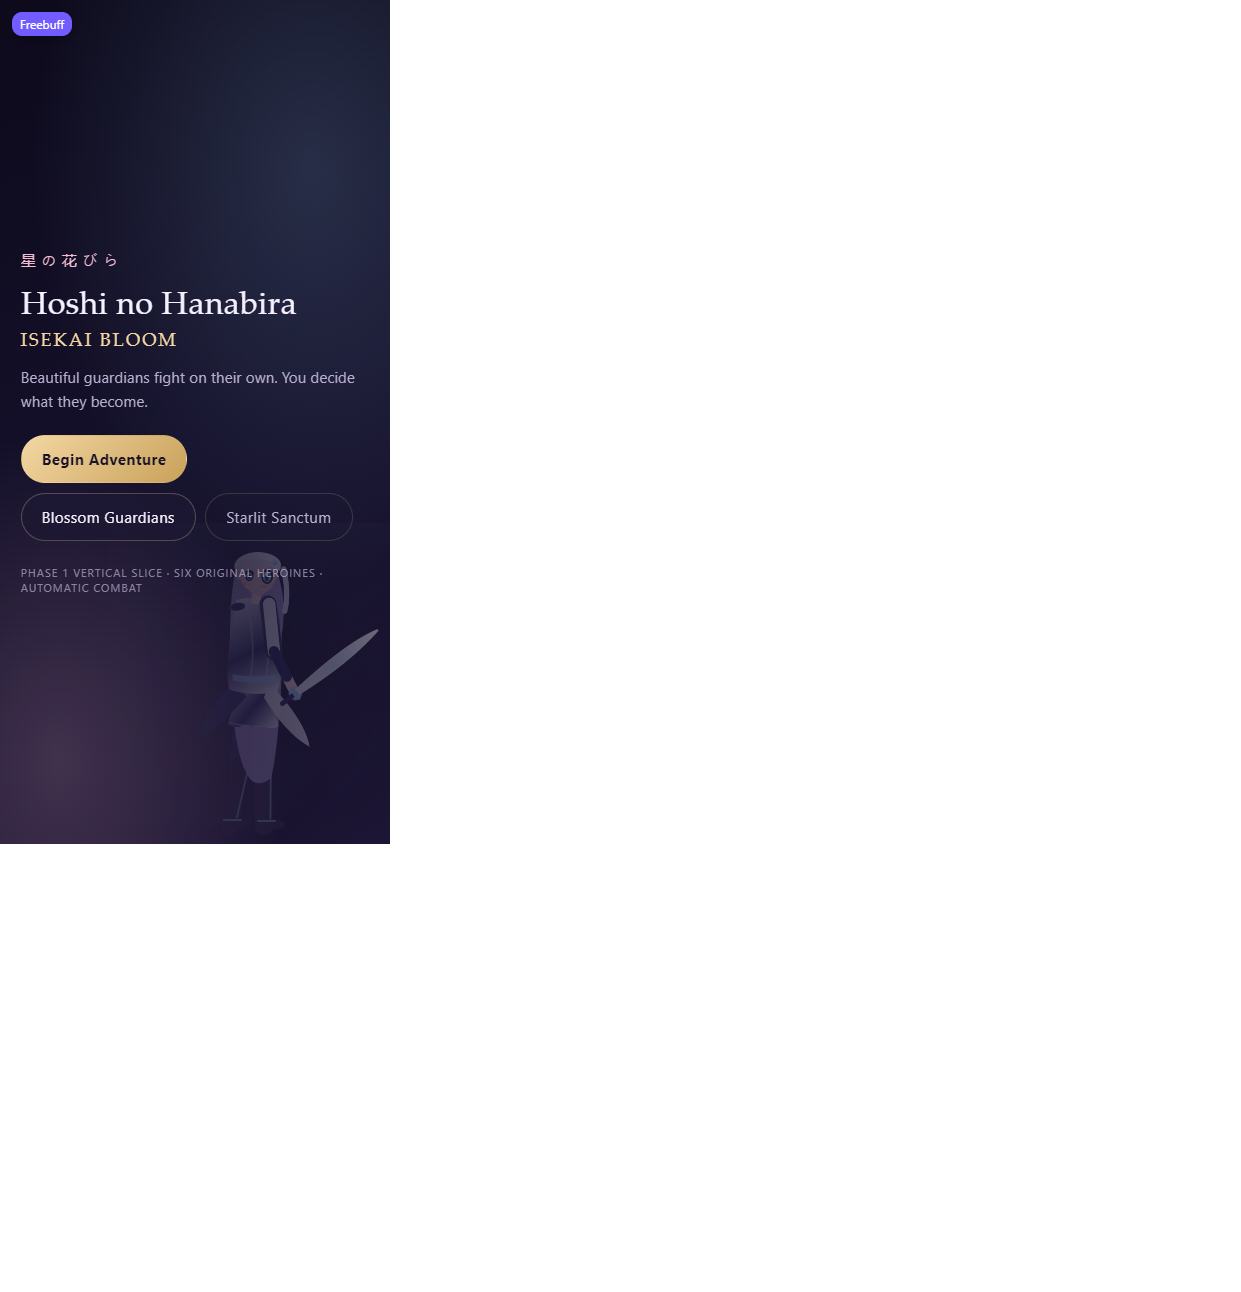 Freebuff
星の花びら
Hoshi no Hanabira
ISEKAI BLOOM
Beautiful guardians fight on their own. You decide
what they become.
Begin Adventure
Blossom Guardians
Starlit Sanctum
PHASE 1 VERTICAL SLICE · SIX ORIGINAL HEROINES ·
AUTOMATIC COMBAT